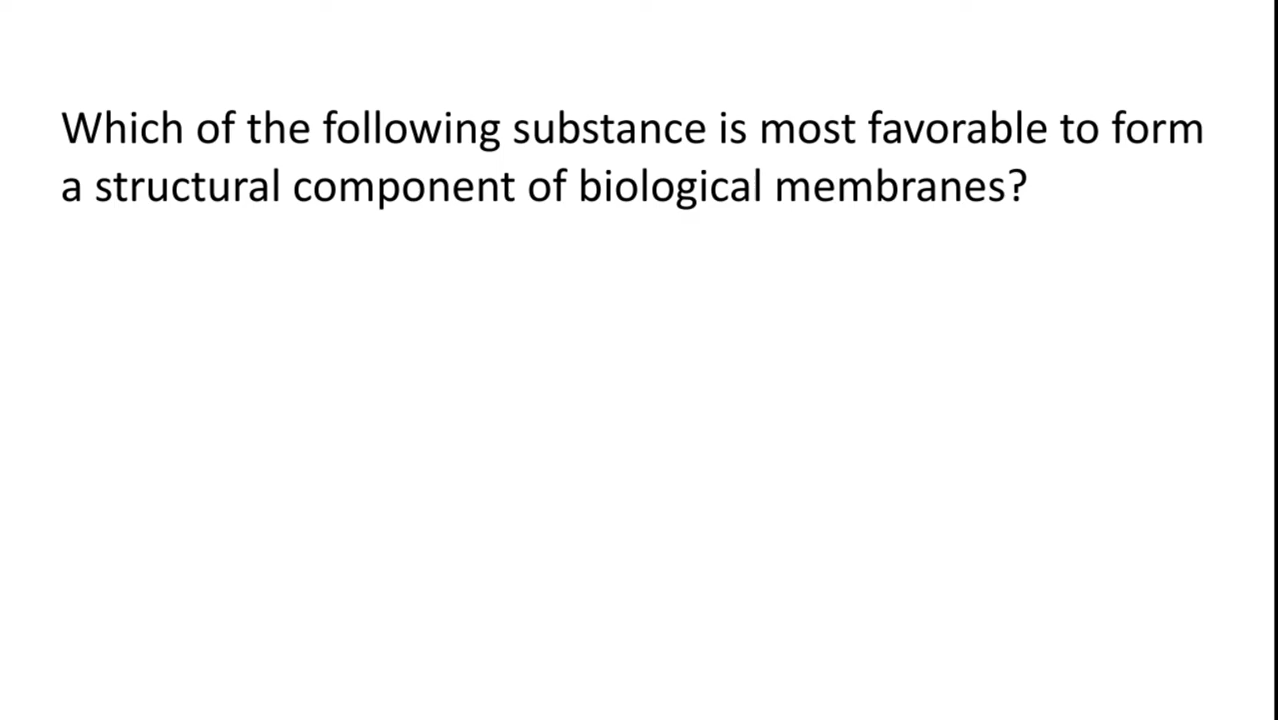 Which of the following substance is most favorable to form
a structural component of biological membranes?